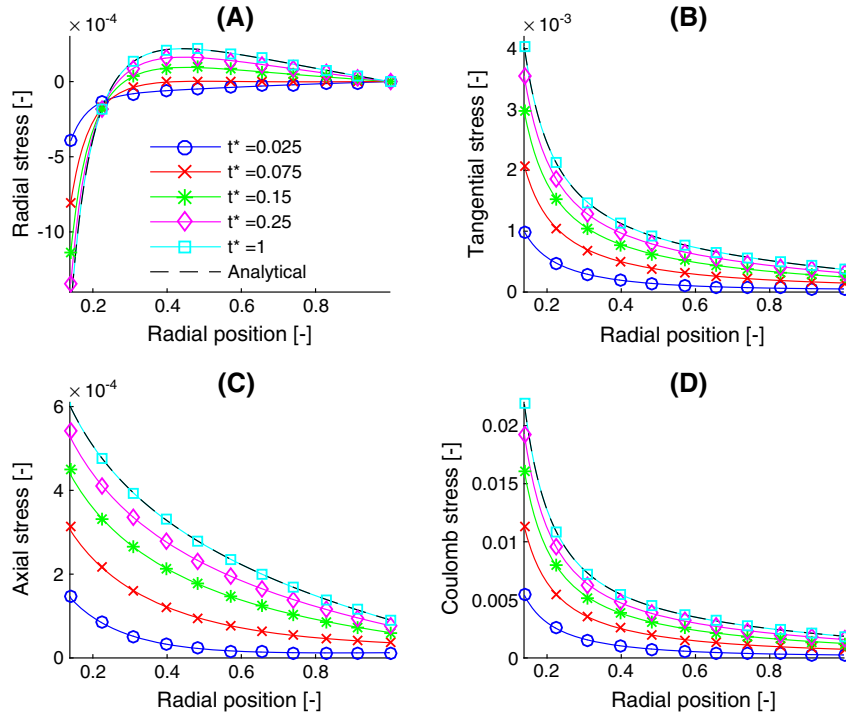 (A)
× 10⁻⁴
0
-5
-10
Radial stress [-]
t* =0.025
t* =0.075
t* =0.15
t* =0.25
t* =1
Analytical
0.2 0.4 0.6 0.8
Radial position [-]
(B)
× 10⁻³
4
3
2
1
0
Tangential stress [-]
0.2 0.4 0.6 0.8
Radial position [-]
(C)
× 10⁻⁴
6
4
2
0
Axial stress [-]
0.2 0.4 0.6 0.8
Radial position [-]
(D)
0.02
0.015
0.01
0.005
0
Coulomb stress [-]
0.2 0.4 0.6 0.8
Radial position [-]